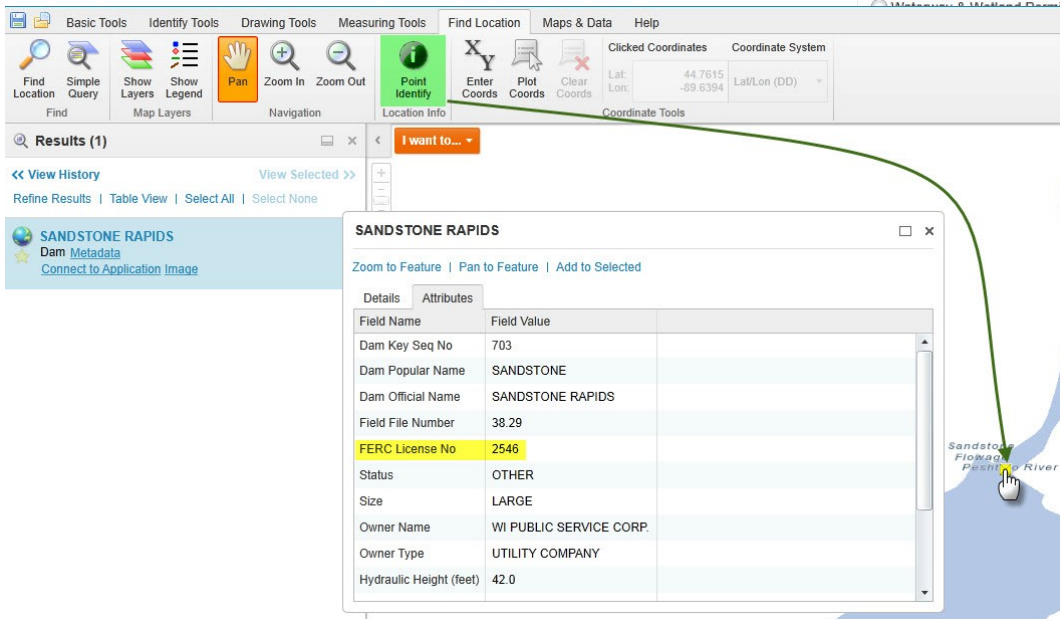 Waterway & Wetland Permi
Basic Tools Identify Tools Drawing Tools Measuring Tools Find Location Maps & Data Help
Find Location
Simple Query
Show Layers
Show Legend
Pan
Zoom In
Zoom Out
Point Identify
Enter Coords
Plot Coords
Clear Coords
Clicked Coordinates Coordinate System
Lat: 44.7615
Lon: -89.6394
Lat/Lon (DD)
Find Map Layers Navigation Location Info Coordinate Tools
Results (1)
I want to...
<< View History View Selected >>
Refine Results | Table View | Select All | Select None
SANDSTONE RAPIDS
Dam Metadata
Connect to Application Image
SANDSTONE RAPIDS
Zoom to Feature | Pan to Feature | Add to Selected
Details Attributes
Field Name Field Value
Dam Key Seq No 703
Dam Popular Name SANDSTONE
Dam Official Name SANDSTONE RAPIDS
Field File Number 38.29
FERC License No 2546
Status OTHER
Size LARGE
Owner Name WI PUBLIC SERVICE CORP.
Owner Type UTILITY COMPANY
Hydraulic Height (feet) 42.0
Sandstone
Flowage
River